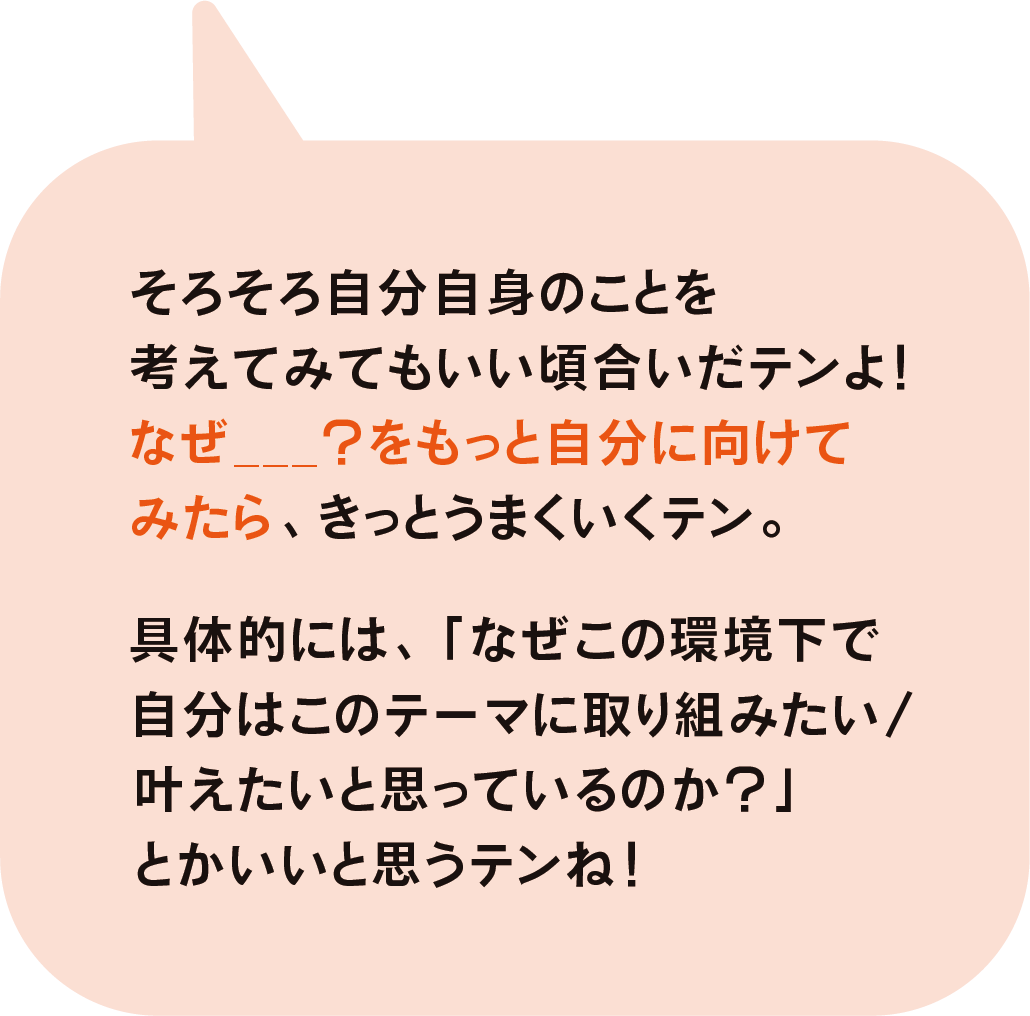 そろそろ自分自身のことを
考えてみてもいい頃合いだテンよ！
なぜ___？をもっと自分に向けて
みたら、きっとうまくいくテン。
具体的には、「なぜこの環境下で
自分はこのテーマに取り組みたい/
叶えたいと思っているのか？」
とかいいと思うテンね！